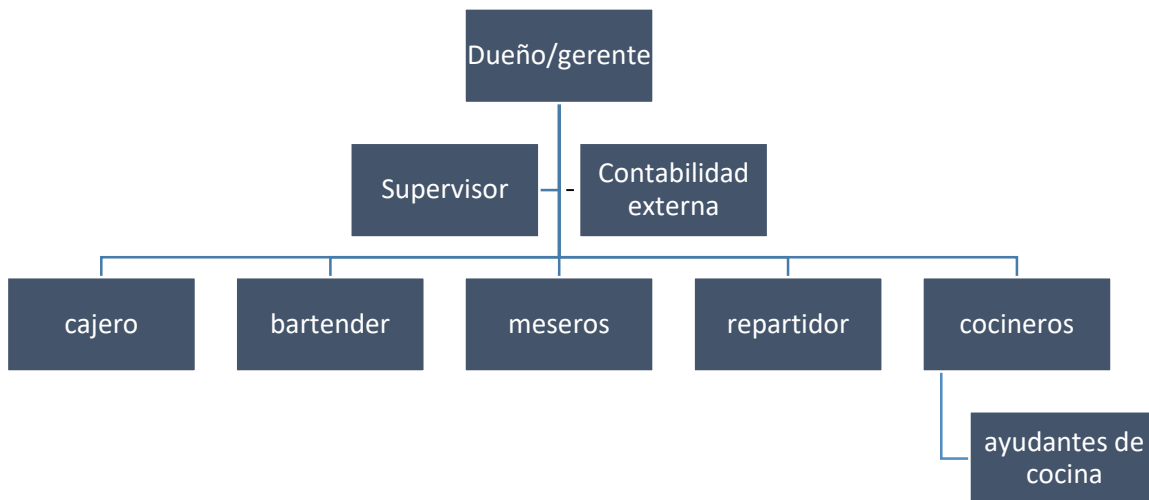 Dueño/gerente
Supervisor
Contabilidad
externa
cajero
bartender
meseros
repartidor
cocineros
ayudantes de
cocina